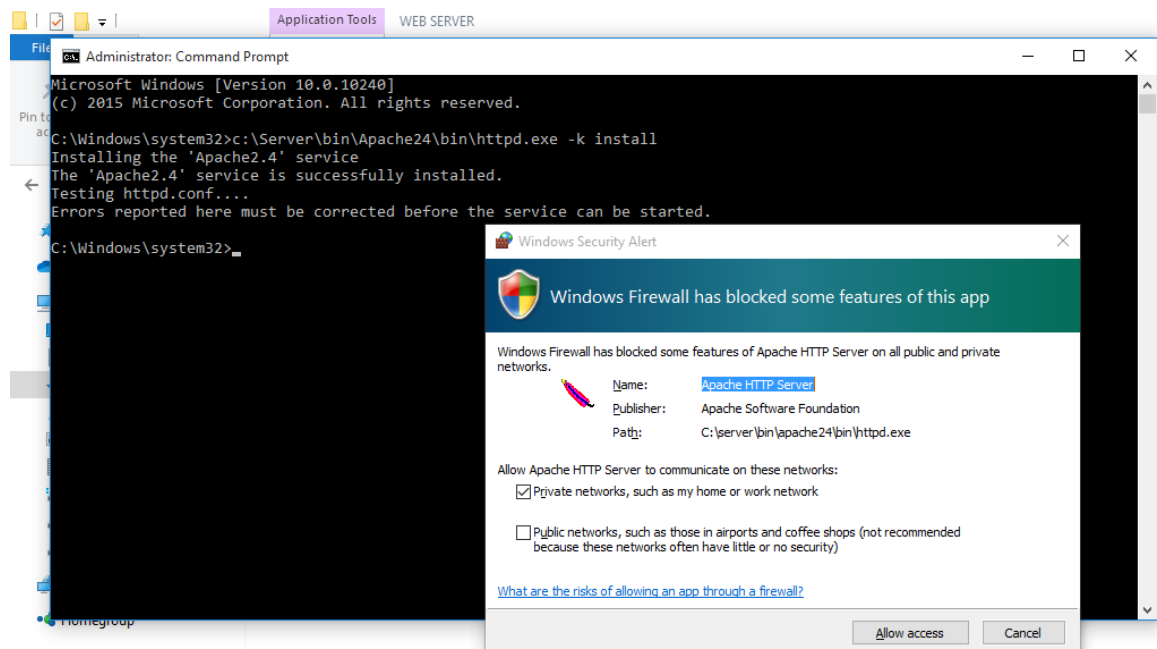 Application Tools WEB SERVER
File
Administrator: Command Prompt
Microsoft Windows [Version 10.0.10240]
(c) 2015 Microsoft Corporation. All rights reserved.
Pin to
C:\Windows\system32>c:\Server\bin\Apache24\bin\httpd.exe -k install
Installing the 'Apache2.4' service
The 'Apache2.4' service is successfully installed.
Testing httpd.conf....
Errors reported here must be corrected before the service can be started.
C:\Windows\system32>
Windows Security Alert
Windows Firewall has blocked some features of this app
Windows Firewall has blocked some features of Apache HTTP Server on all public and private
networks.
Name: Apache HTTP Server
Publisher: Apache Software Foundation
Path: C:\server\bin\apache24\bin\httpd.exe
Allow Apache HTTP Server to communicate on these networks:
Private networks, such as my home or work network
Public networks, such as those in airports and coffee shops (not recommended
because these networks often have little or no security)
What are the risks of allowing an app through a firewall?
Allow access Cancel
Homegroup